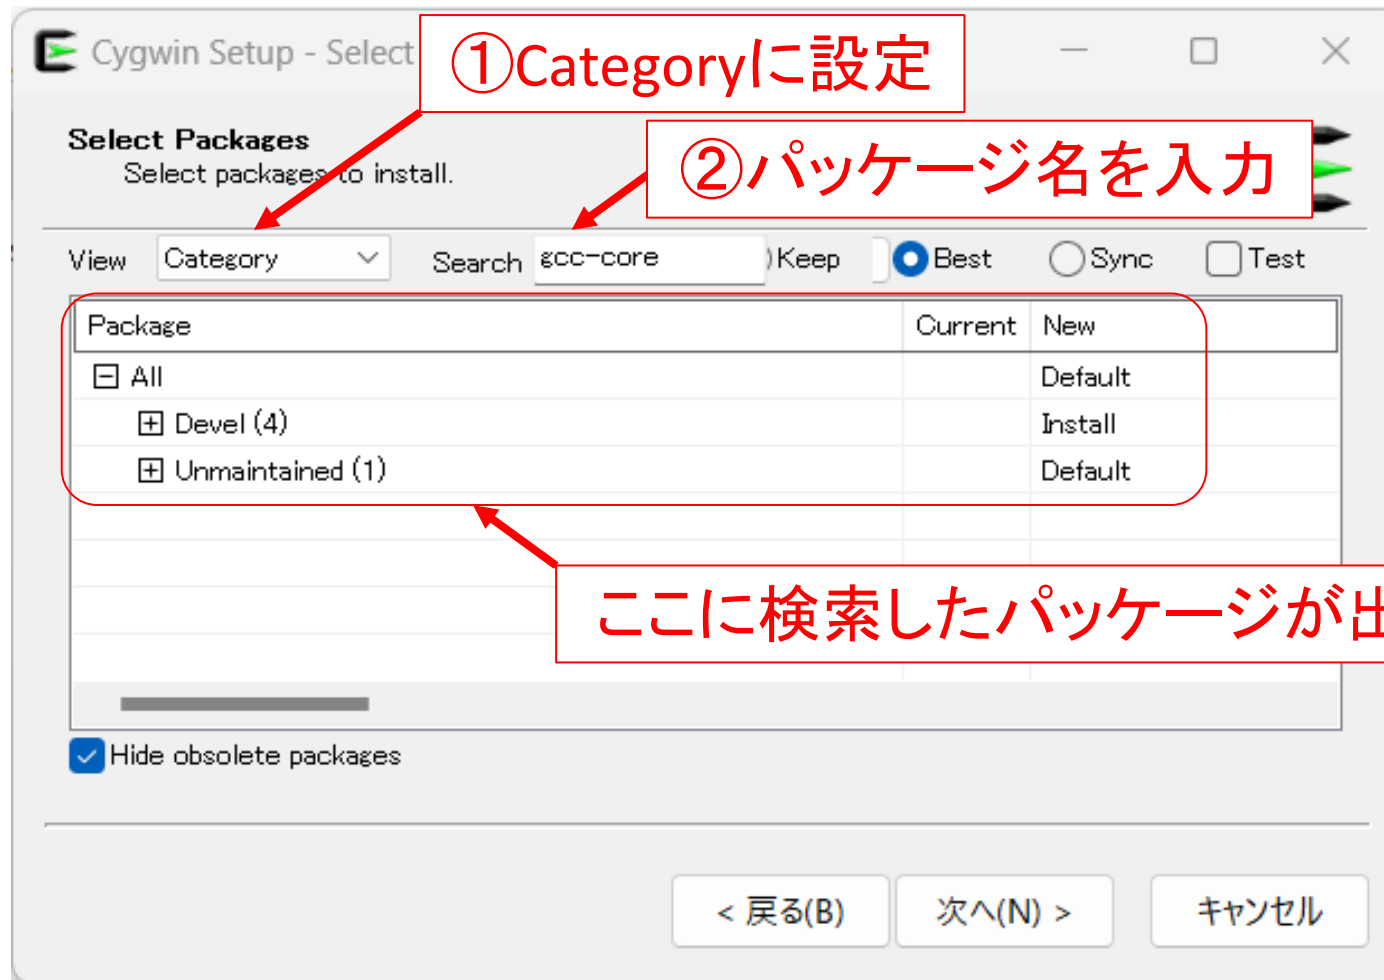 Cygwin Setup - Select
①Categoryに設定
Select Packages
Select packages to install.
②パッケージ名を入力
View Category Search gcc-core Keep Best Sync Test
Package Current New
All Default
Devel (4) Install
Unmaintained (1) Default
ここに検索したパッケージが出
Hide obsolete packages
< 戻る(B) 次へ(N) > キャンセル